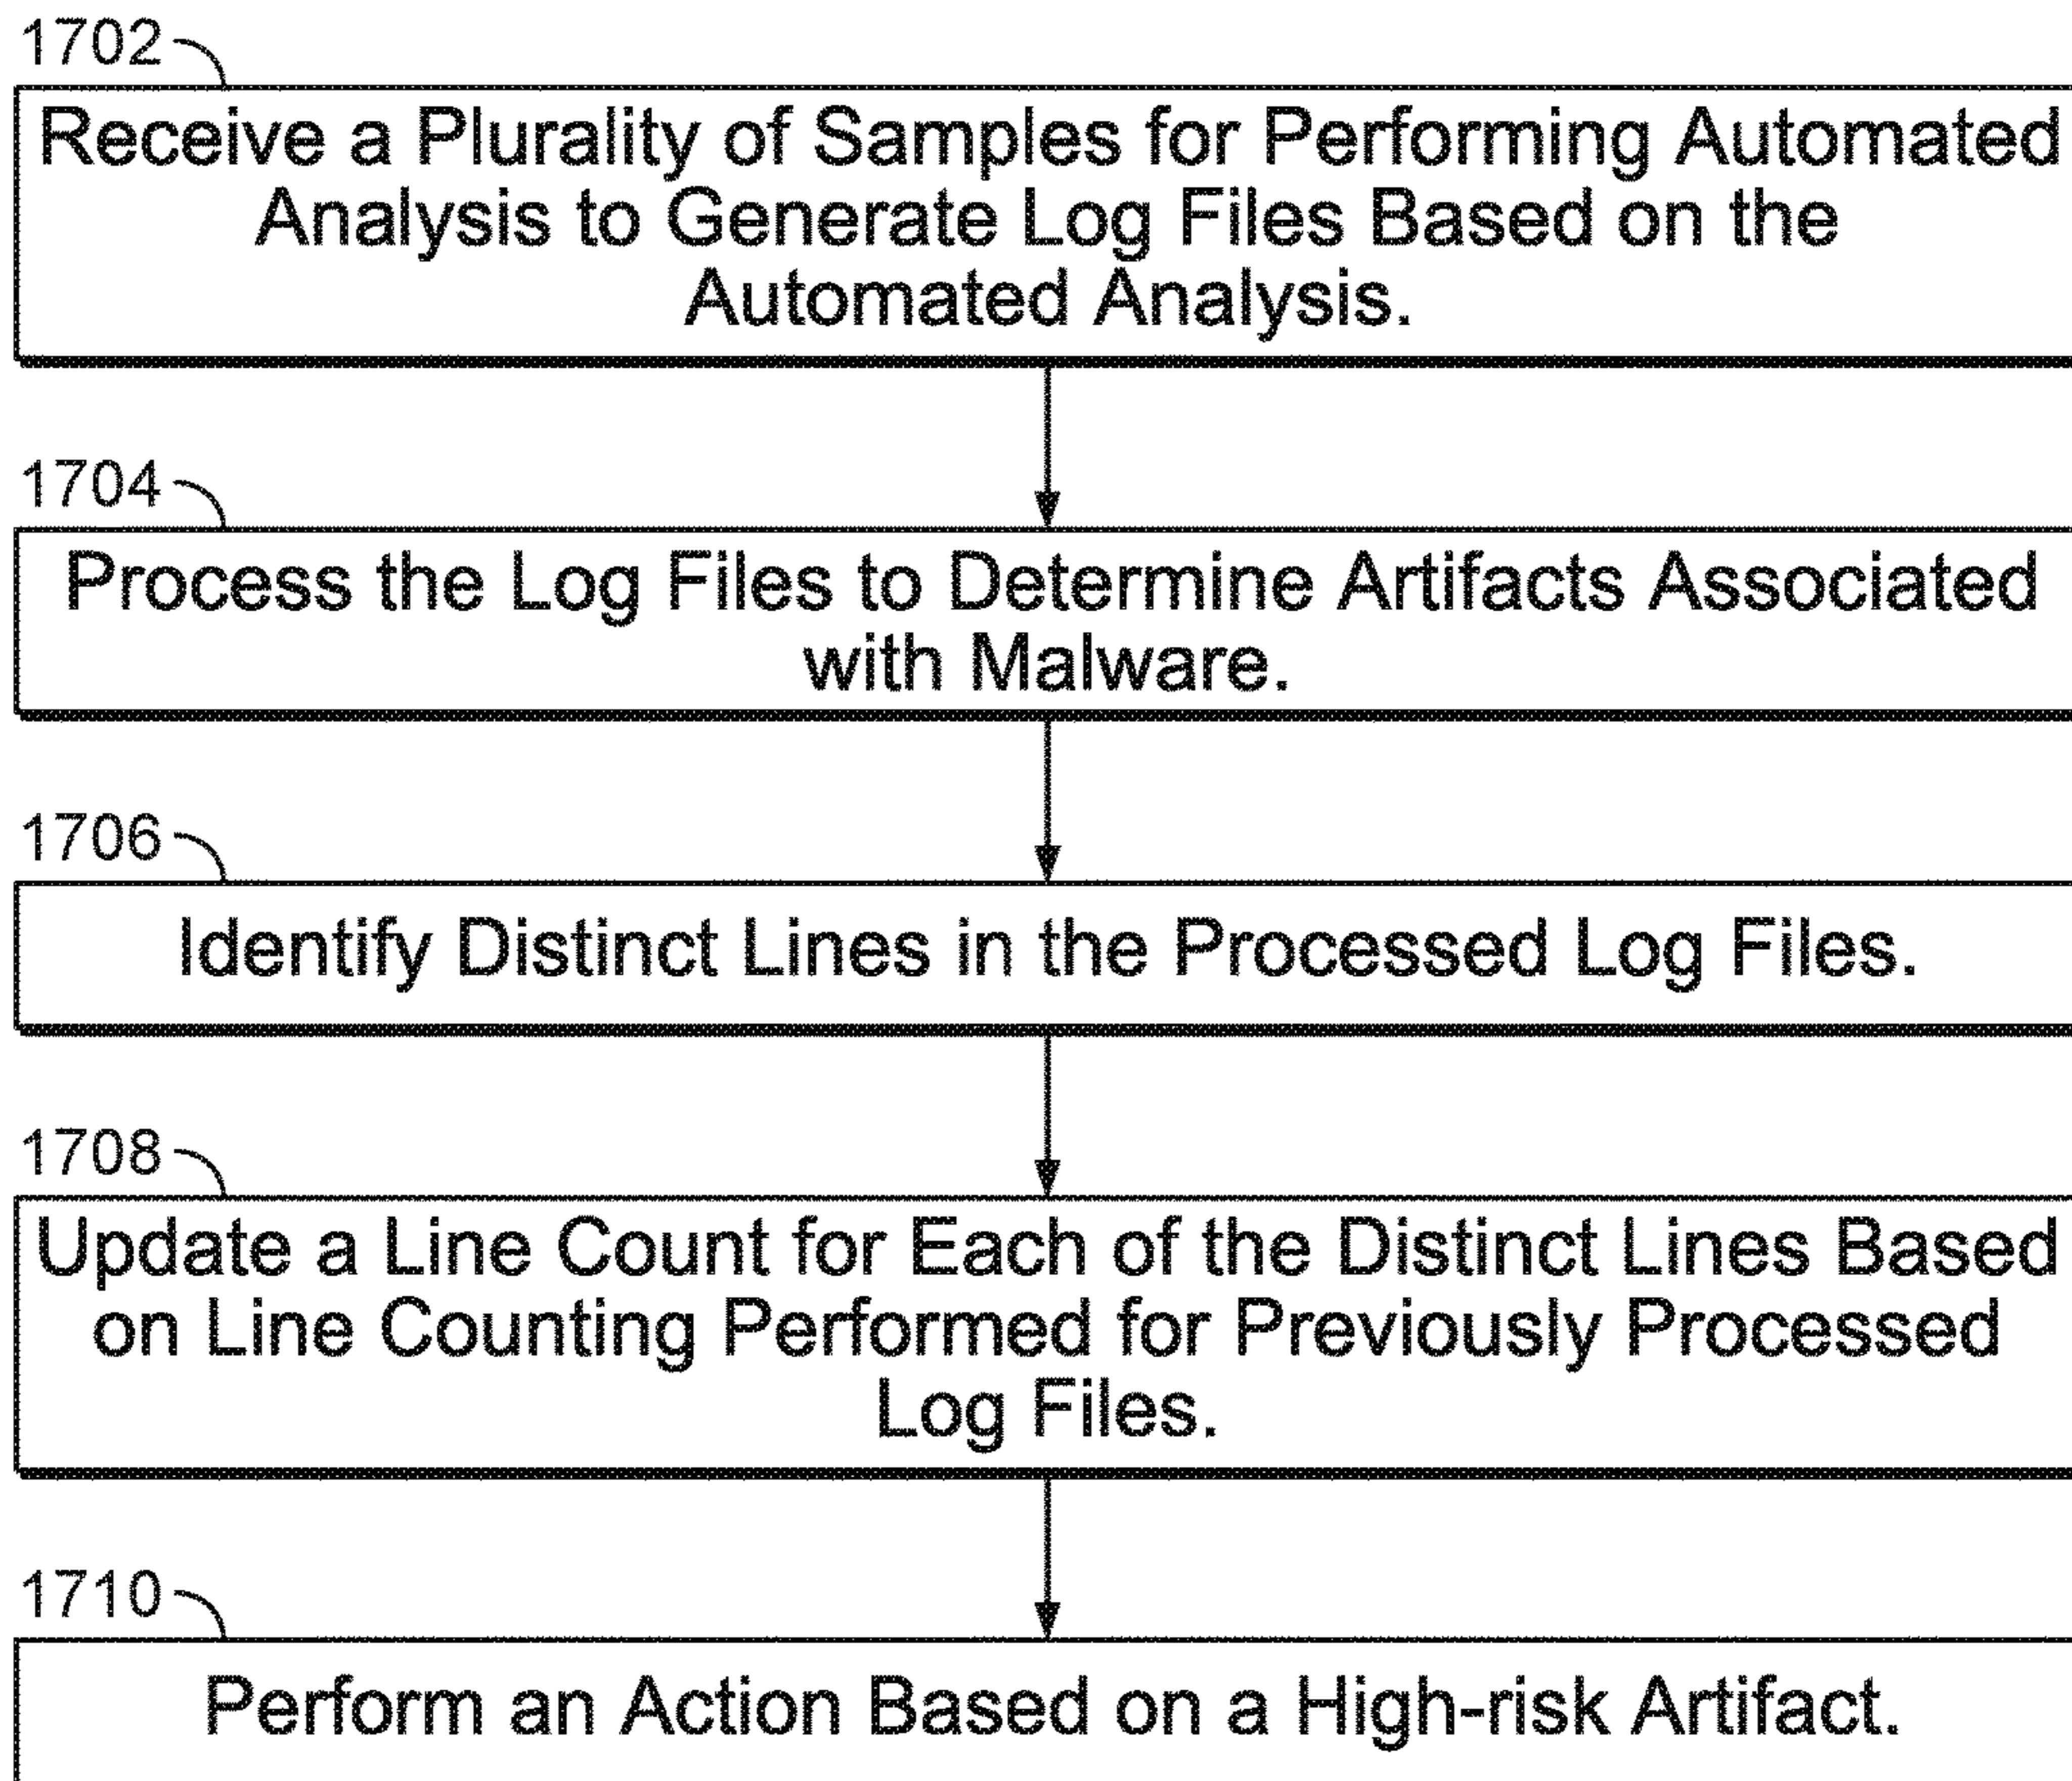 1702
Receive a Plurality of Samples for Performing Automated
Analysis to Generate Log Files Based on the
Automated Analysis.
1704
Process the Log Files to Determine Artifacts Associated
with Malware.
1706
Identify Distinct Lines in the Processed Log Files.
1708
Update a Line Count for Each of the Distinct Lines Based
on Line Counting Performed for Previously Processed
Log Files.
1710
Perform an Action Based on a High-risk Artifact.